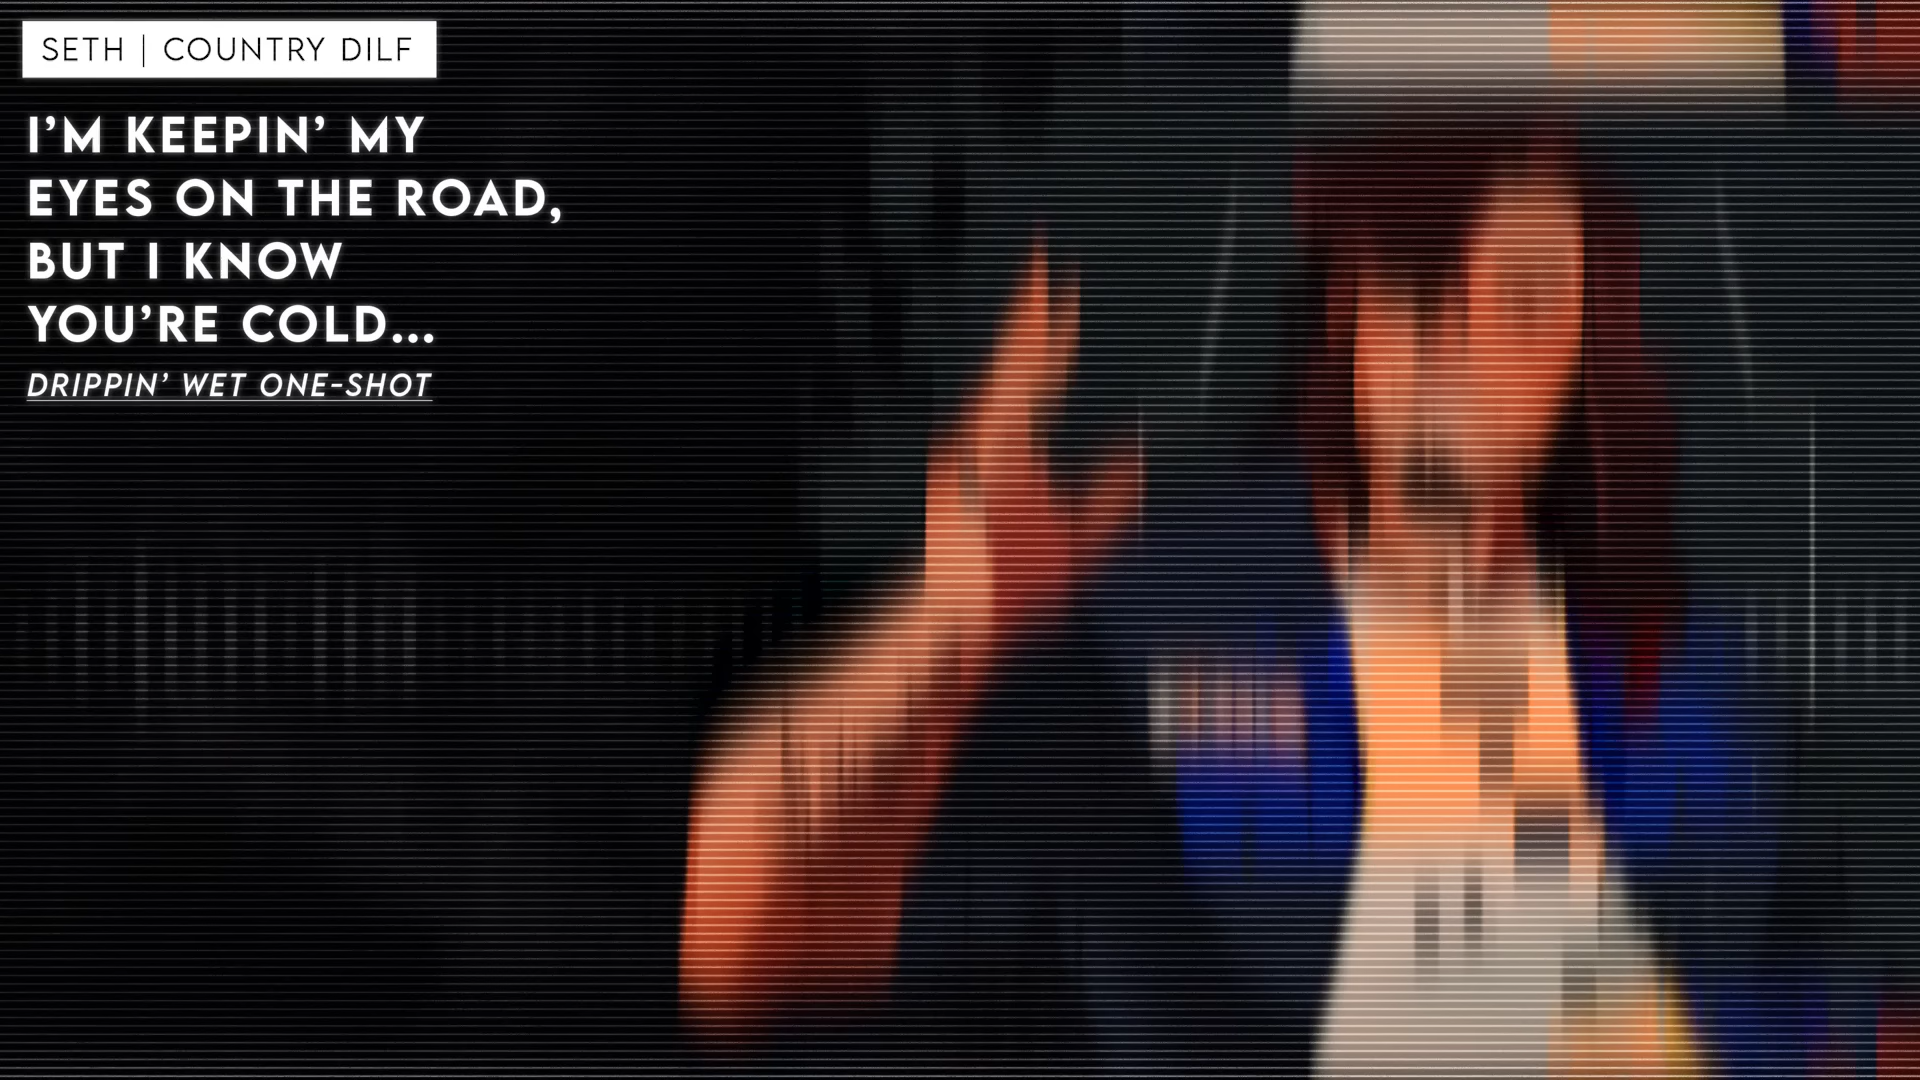 SETH | COUNTRY DILF
I'M KEEPIN' MY
EYES ON THE ROAD,
BUT I KNOW
YOU'RE COLD...
DRIPPIN' WET ONE-SHOT